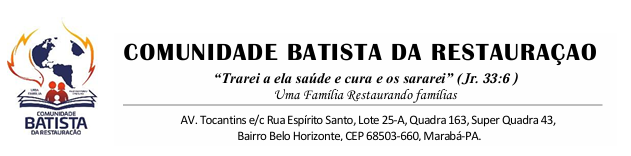 COMUNIDADE BATISTA DA RESTAURAÇAO
“Trarei a ela saúde e cura e os sararei” ( Jr. 33:6 )
Uma Família Restaurando famílias
AV. Tocantins e/c Rua Espírito Santo, Lote 25-A, Quadra 163, Super Quadra 43,
Bairro Belo Horizonte, CEP 68503-660, Marabá-PA.
UMA FAMÍLIA
COMUNIDADE
BATISTA
DA RESTAURAÇÃO